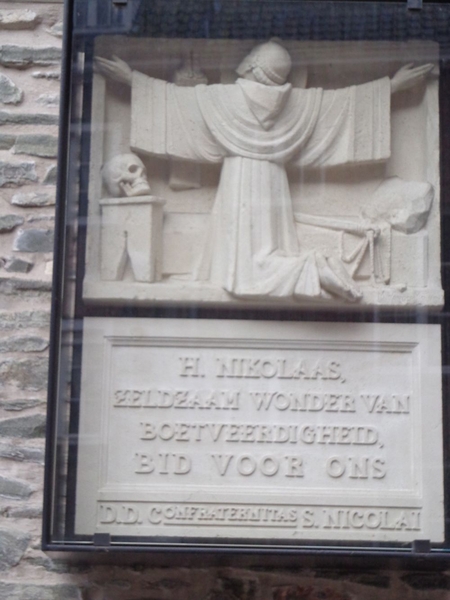 H. NIKOLAAS,
ZELDZAAM WONDER VAN
BOETVEERDIGHEID,
BID VOOR ONS
D.D. CONFRATERNITAS S. NICOLAI